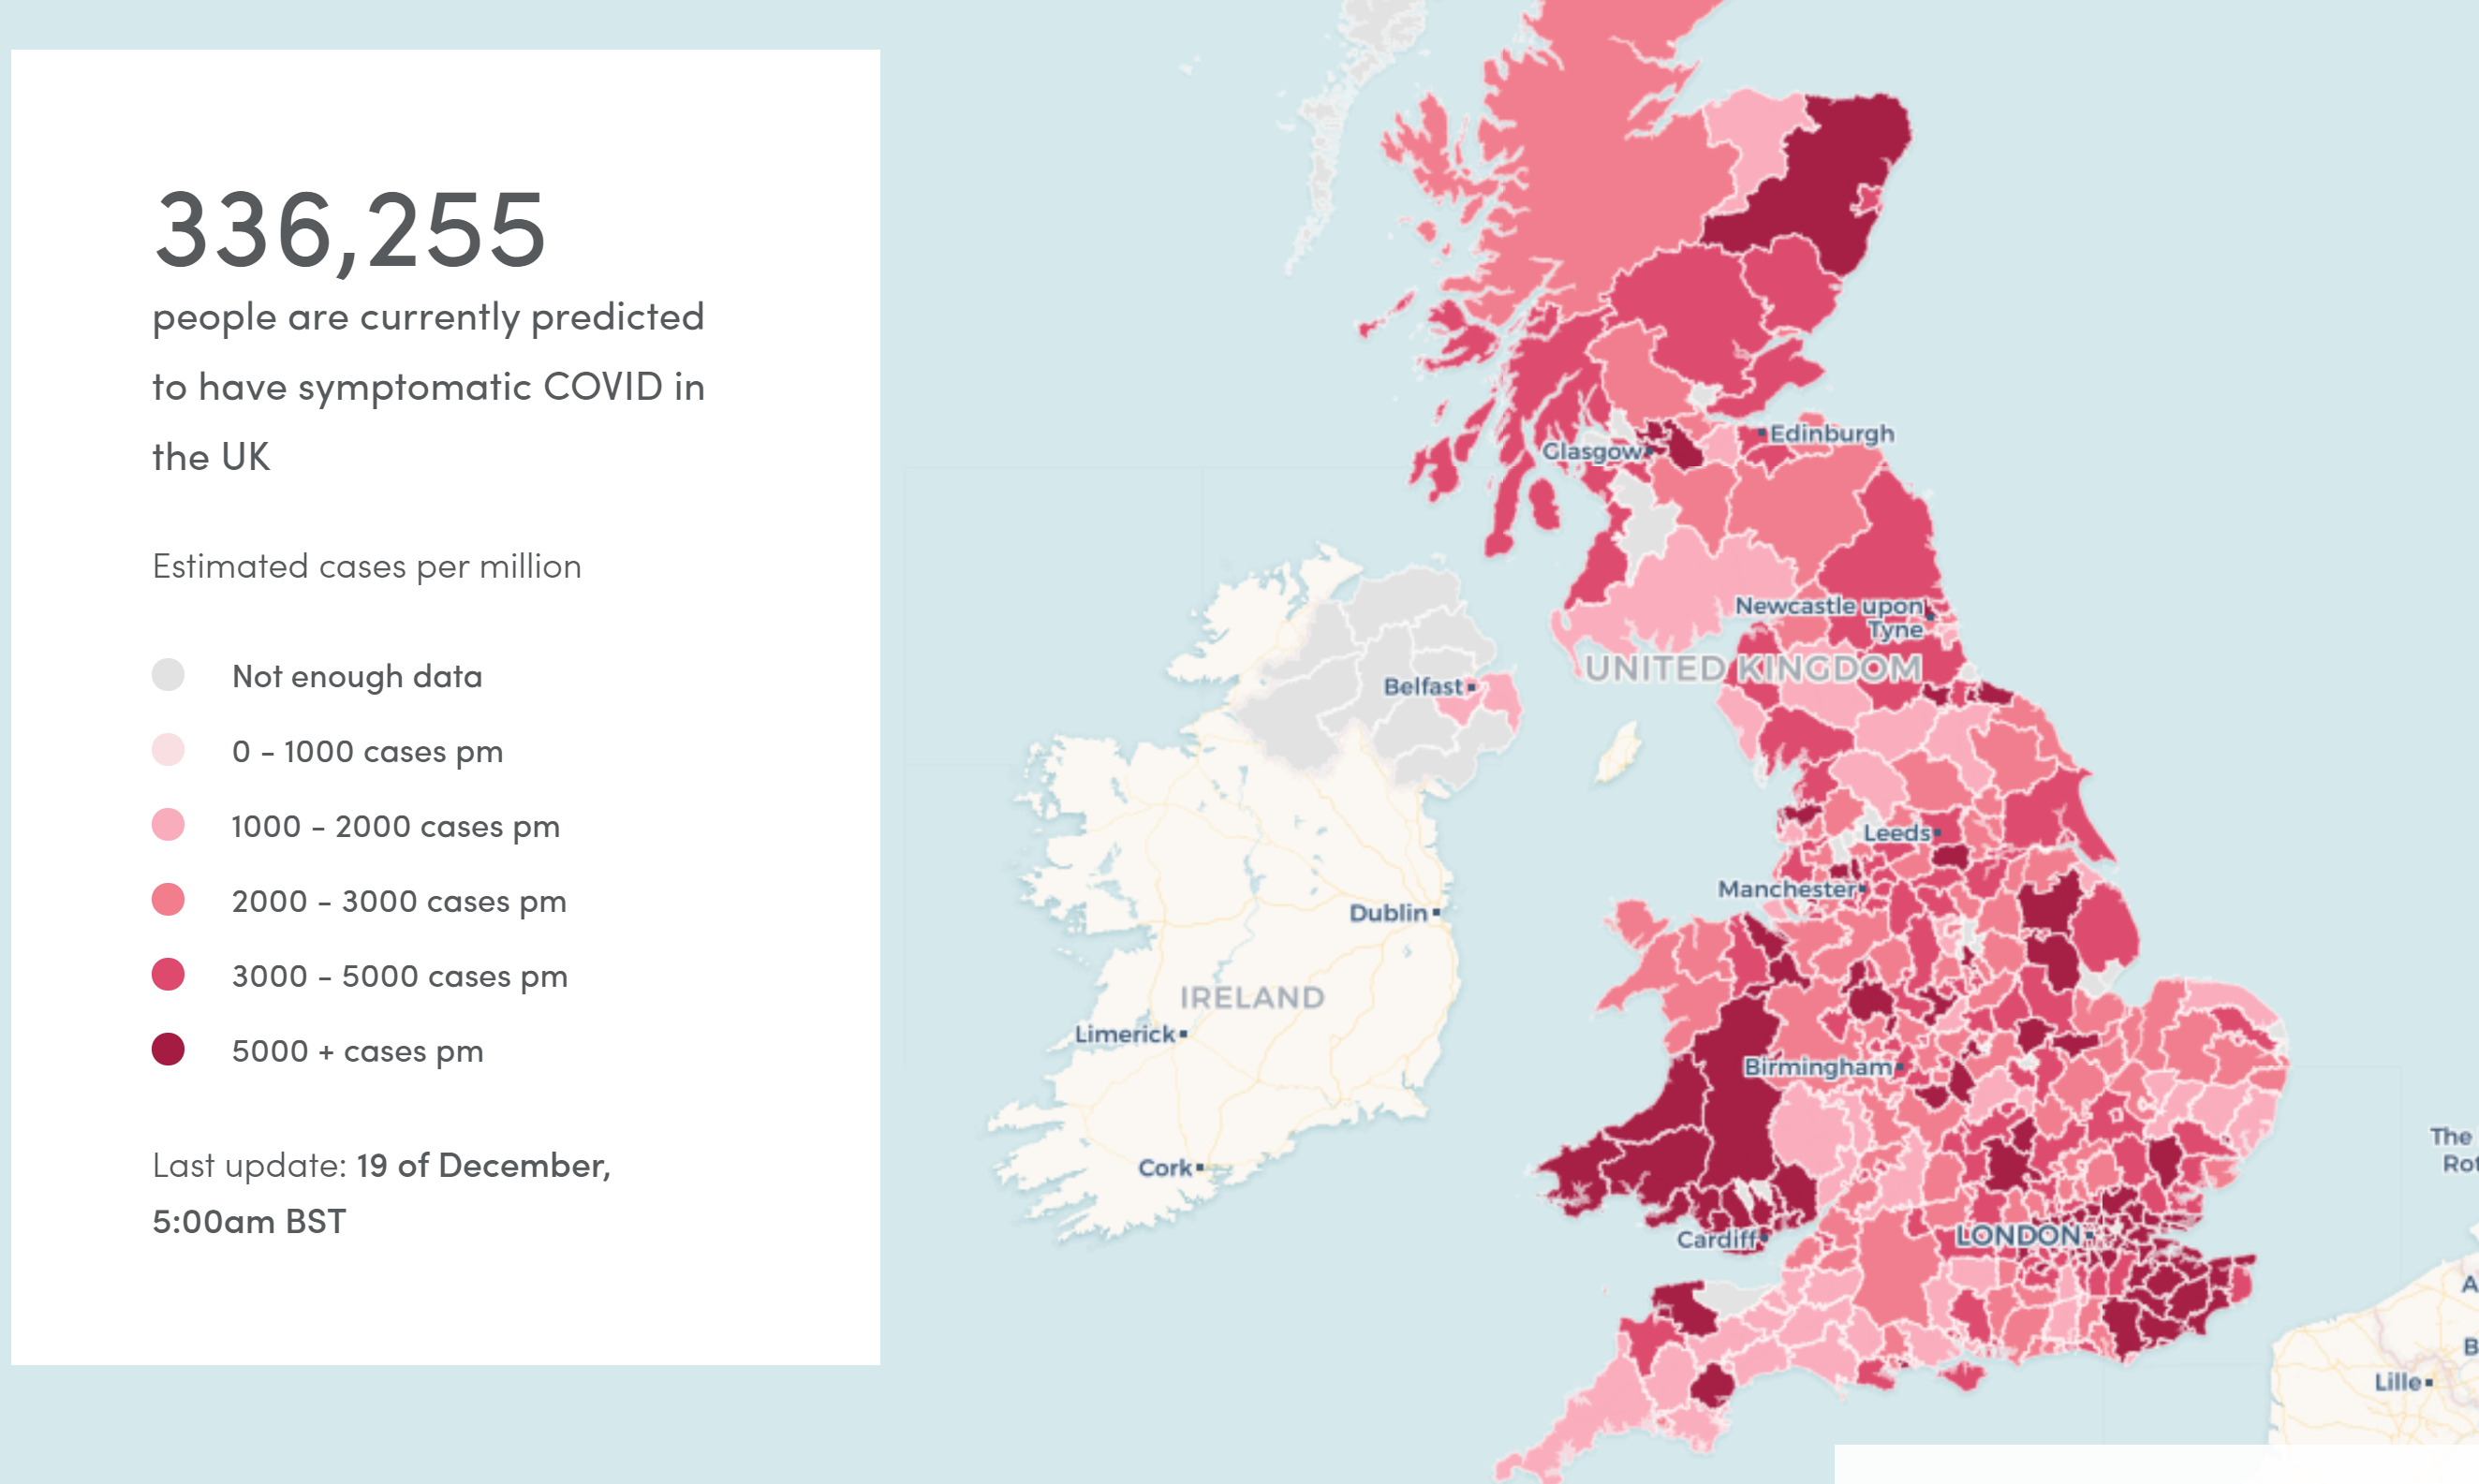 336,255
people are currently predicted
to have symptomatic COVID in
the UK
Estimated cases per million
Not enough data
0 - 1000 cases pm
1000 - 2000 cases pm
2000 - 3000 cases pm
3000 - 5000 cases pm
5000 + cases pm
Last update: 19 of December,
5:00am BST
Edinburgh
Glasgow
Newcastle upon
Tyne
UNITED KINGDOM
Belfast
Leeds
Manchester
Dublin
IRELAND
Limerick
Birmingham
Cork
Cardiff
LONDON
The
Rot
A
B
Lille